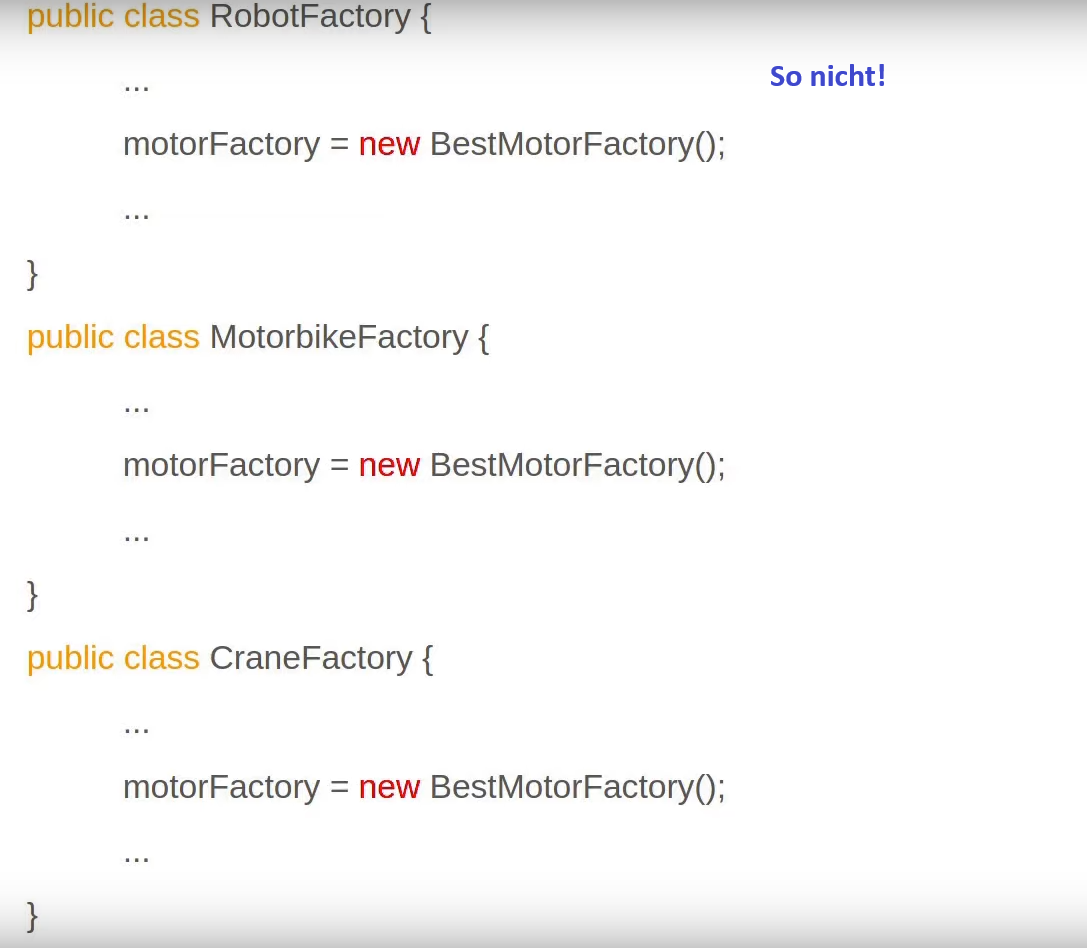 public class RobotFactory {
...
So nicht!
motorFactory = new BestMotorFactory();
...
}
public class MotorbikeFactory {
...
motorFactory = new BestMotorFactory();
...
}
public class CraneFactory {
...
motorFactory = new BestMotorFactory();
...
}